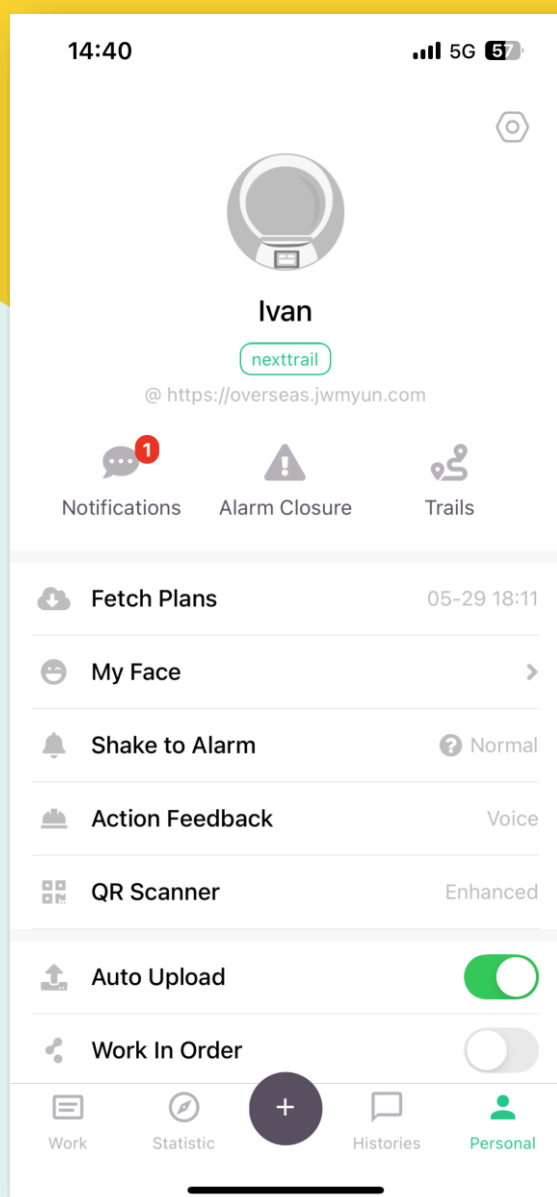 14:40 5G 57
Ivan
nexttrail
@ https://overseas.jwmyun.com
1
Notifications Alarm Closure Trails
Fetch Plans 05-29 18:11
My Face
Shake to Alarm ? Normal
Action Feedback Voice
QR Scanner Enhanced
Auto Upload
Work In Order
Work Statistic + Histories Personal